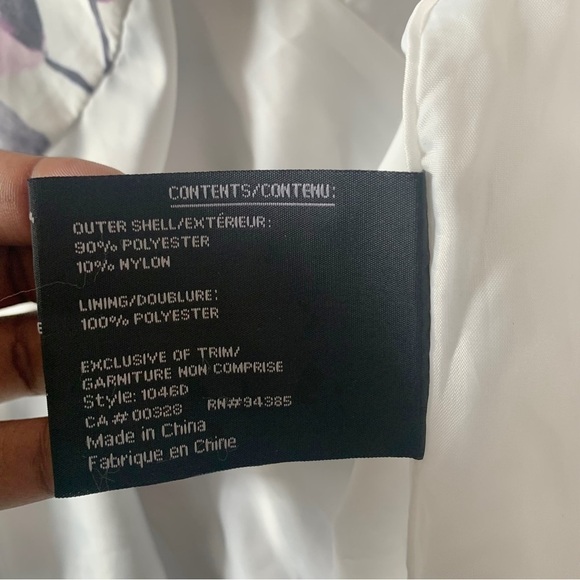 CONTENTS/CONTENU:
OUTER SHELL/EXTÉRIEUR:
90% POLYESTER
10% NYLON
LINING/DOUBLURE:
100% POLYESTER
EXCLUSIVE OF TRIM/
GARNITURE NON COMPRISE
Style: 1046D
CA # 00328 RN#94385
Made in China
Fabrique en Chine